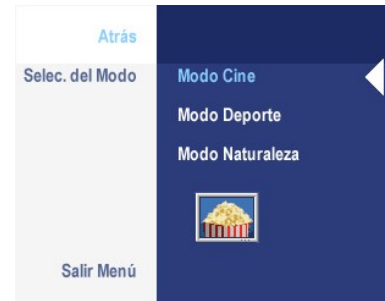 Atrás
Selec. del Modo
Modo Cine
Modo Deporte
Modo Naturaleza
Salir Menú